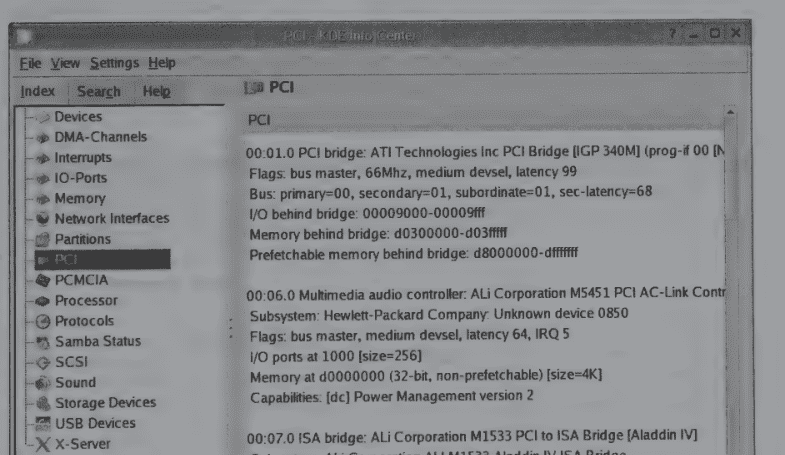 PCI - KDE Info Center
File View Settings Help
Index Search Help
PCI
Devices
DMA-Channels
Interrupts
IO-Ports
Memory
Network Interfaces
Partitions
PCI
PCMCIA
Processor
Protocols
Samba Status
SCSI
Sound
Storage Devices
USB Devices
X-Server
PCI
00:01.0 PCI bridge: ATI Technologies Inc PCI Bridge [IGP 340M] (prog-if 00 [N
Flags: bus master, 66Mhz, medium devsel, latency 99
Bus: primary=00, secondary=01, subordinate=01, sec-latency=68
I/O behind bridge: 00009000-00009fff
Memory behind bridge: d0300000-d03fffff
Prefetchable memory behind bridge: d8000000-dfffffff
00:06.0 Multimedia audio controller: ALi Corporation M5451 PCI AC-Link Contr
Subsystem: Hewlett-Packard Company: Unknown device 0850
Flags: bus master, medium devsel, latency 64, IRQ 5
I/O ports at 1000 [size=256]
Memory at d0000000 (32-bit, non-prefetchable) [size=4K]
Capabilities: [dc] Power Management version 2
00:07.0 ISA bridge: ALi Corporation M1533 PCI to ISA Bridge [Aladdin IV]